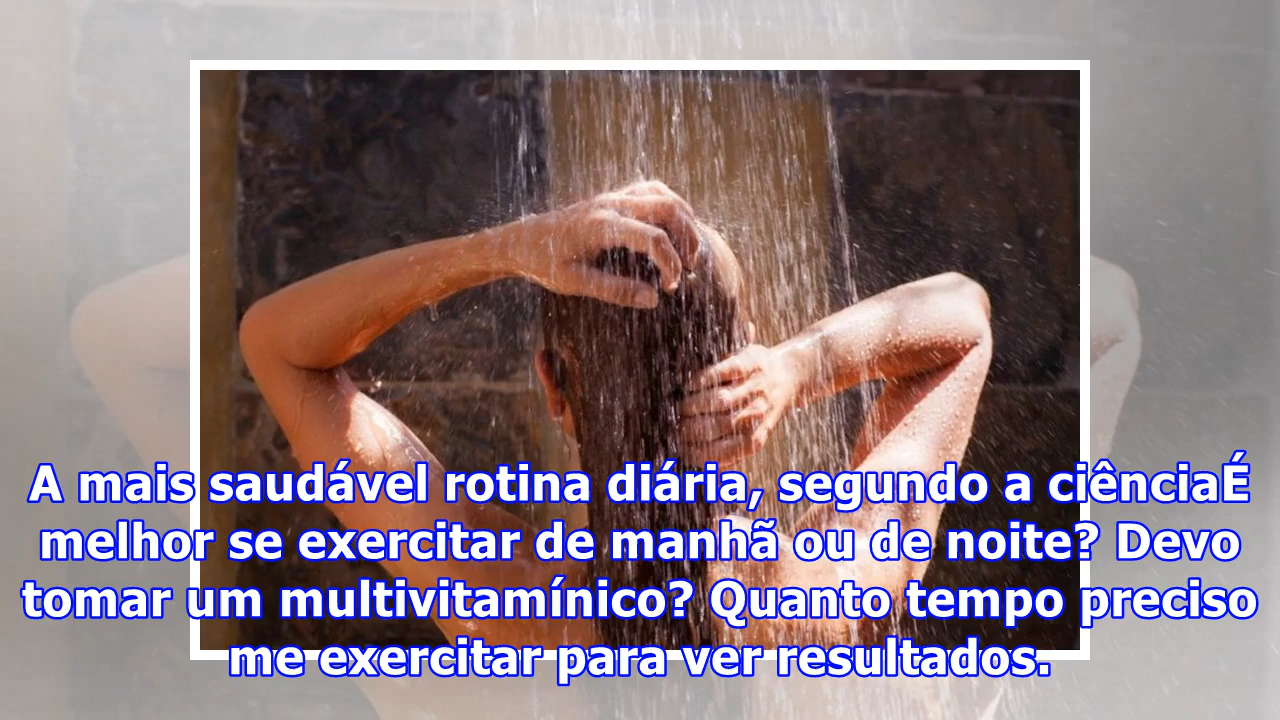 A mais saudável rotina diária, segundo a ciênciaÉ
melhor se exercitar de manhã ou de noite? Devo
tomar um multivitamínico? Quanto tempo preciso
me exercitar para ver resultados.